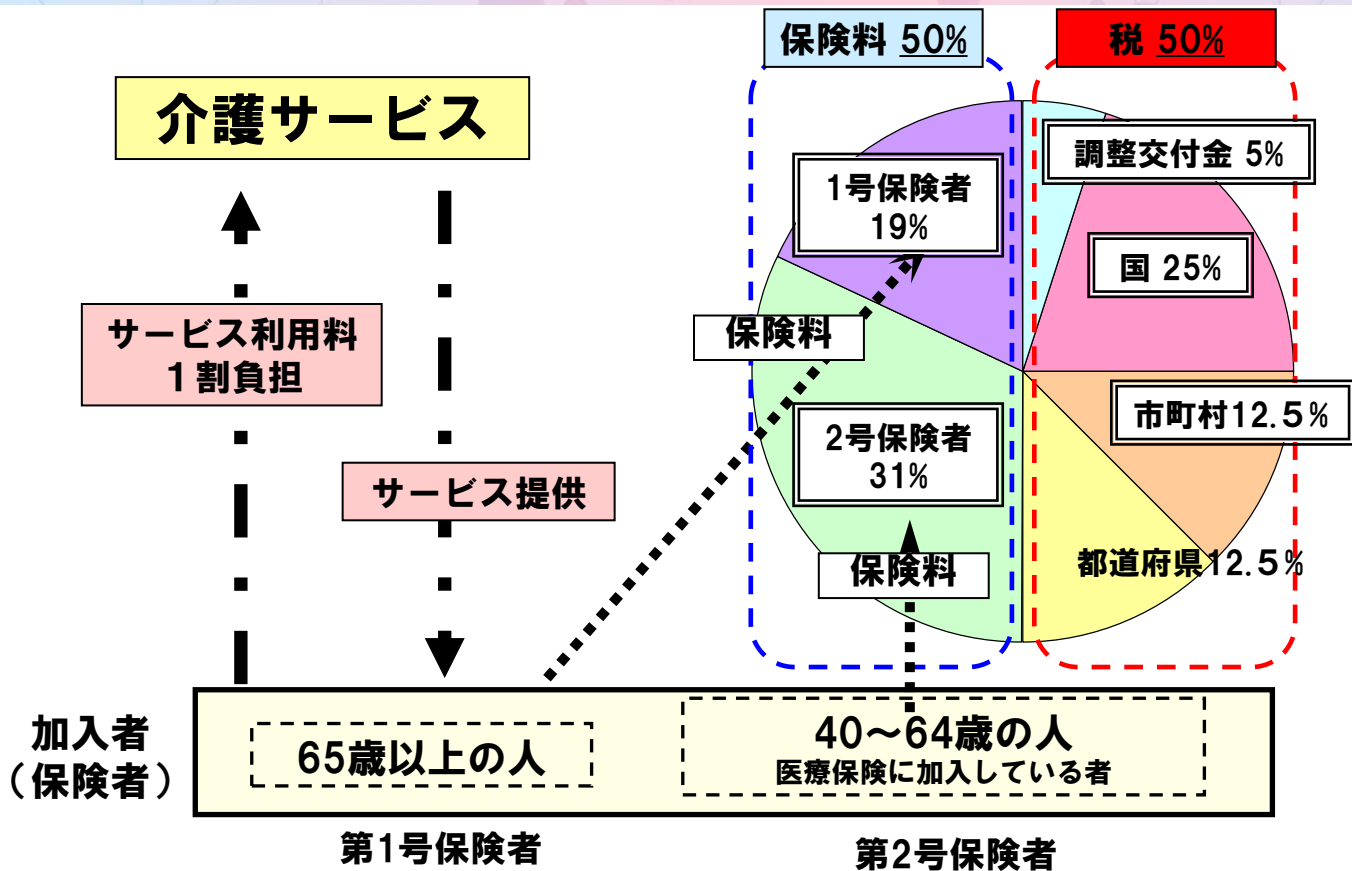 保険料 50%
税 50%
介護サービス
調整交付金 5%
1号保険者
19%
国 25%
サービス利用料
１割負担
保険料
市町村12.５%
2号保険者
31%
サービス提供
都道府県12.５%
保険料
加入者
（保険者）
65歳以上の人
40～64歳の人
医療保険に加入している者
第1号保険者
第2号保険者